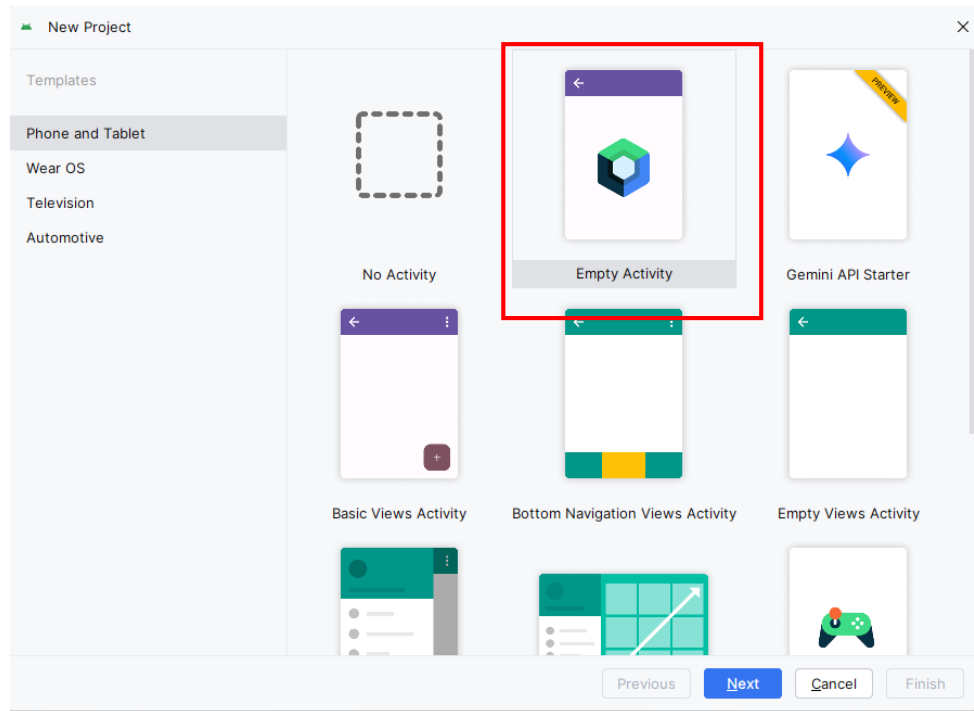 New Project
Templates
Phone and Tablet
Wear OS
Television
Automotive
PREVIEW
No Activity
Empty Activity
Gemini API Starter
Basic Views Activity
Bottom Navigation Views Activity
Empty Views Activity
Previous
Next
Cancel
Finish